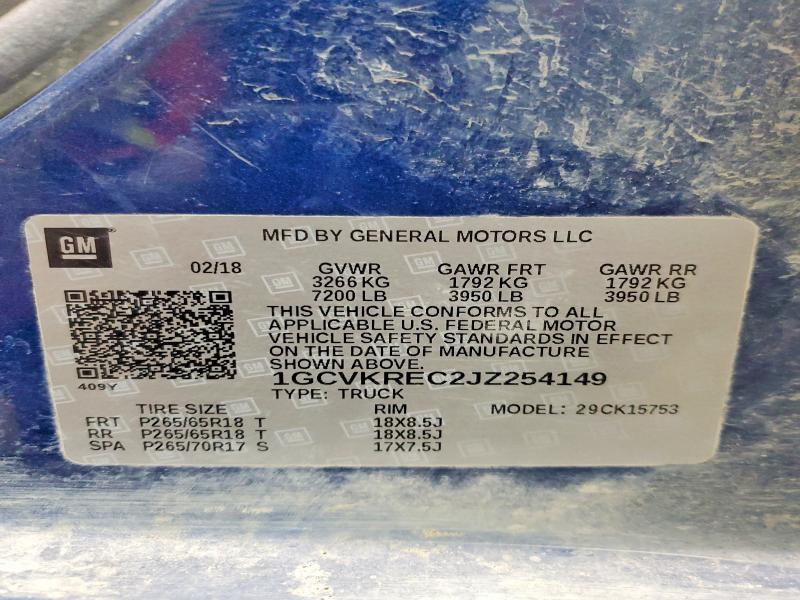 GM
MFD BY GENERAL MOTORS LLC
02/18 GVWR GAWR FRT GAWR RR
3266 KG 1792 KG 1792 KG
7200 LB 3950 LB 3950 LB
THIS VEHICLE CONFORMS TO ALL
APPLICABLE U.S. FEDERAL MOTOR
VEHICLE SAFETY STANDARDS IN EFFECT
ON THE DATE OF MANUFACTURE
SHOWN ABOVE.
409Y
1GCVKREC2JZ254149
TYPE: TRUCK
TIRE SIZE RIM MODEL: 29CK15753
FRT P265/65R18 T 18X8.5J
RR P265/65R18 T 18X8.5J
SPA P265/70R17 S 17X7.5J